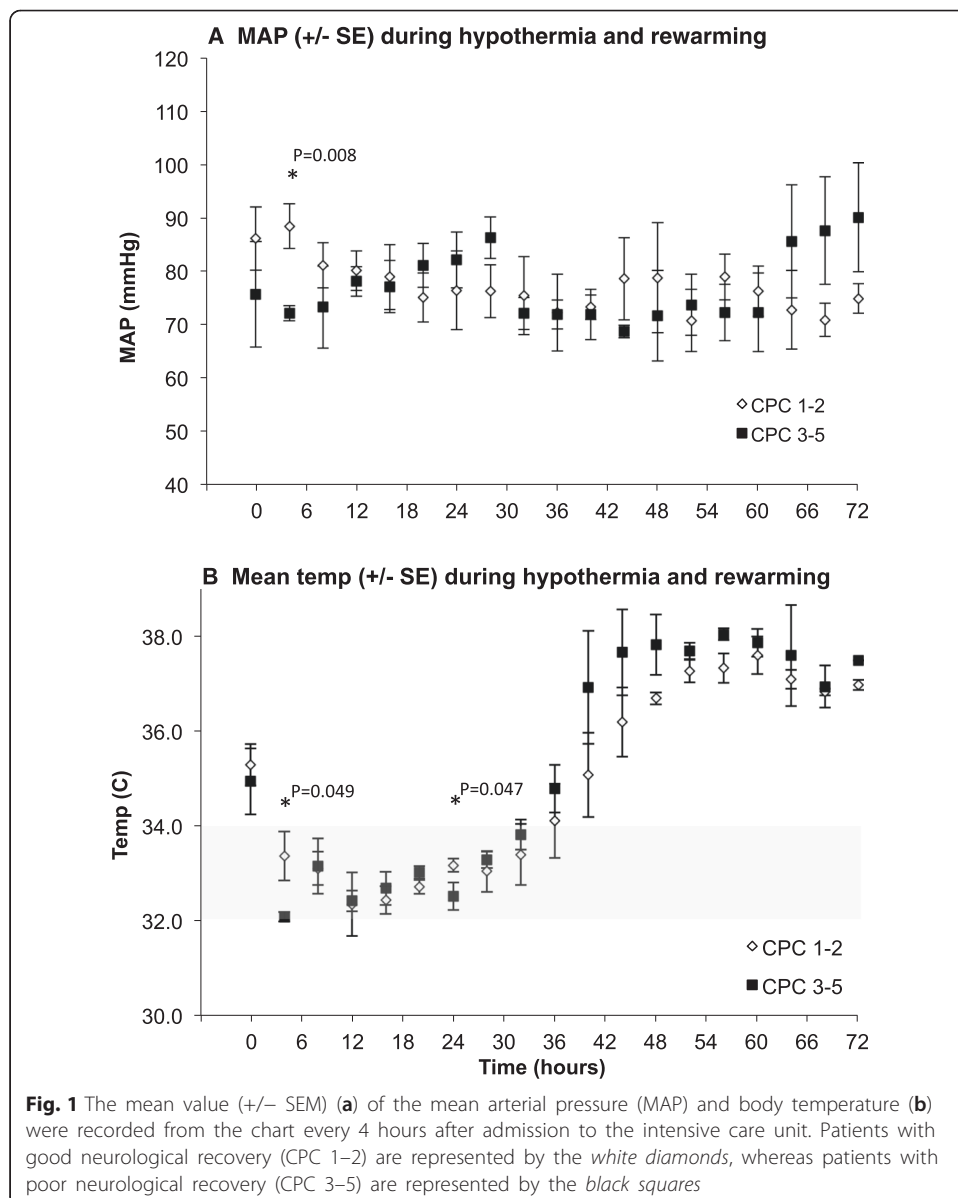 A MAP (+/- SE) during hypothermia and rewarming
120
110
100
90
80
70
60
50
40
MAP (mmHg)
P=0.008
*
CPC 1-2
CPC 3-5
0 6 12 18 24 30 36 42 48 54 60 66 72
B Mean temp (+/- SE) during hypothermia and rewarming
38.0
36.0
34.0
32.0
30.0
Temp (C)
P=0.049
*
P=0.047
*
CPC 1-2
CPC 3-5
0 6 12 18 24 30 36 42 48 54 60 66 72
Time (hours)
Fig. 1 The mean value (+/− SEM) (a) of the mean arterial pressure (MAP) and body temperature (b)
were recorded from the chart every 4 hours after admission to the intensive care unit. Patients with
good neurological recovery (CPC 1–2) are represented by the white diamonds, whereas patients with
poor neurological recovery (CPC 3–5) are represented by the black squares